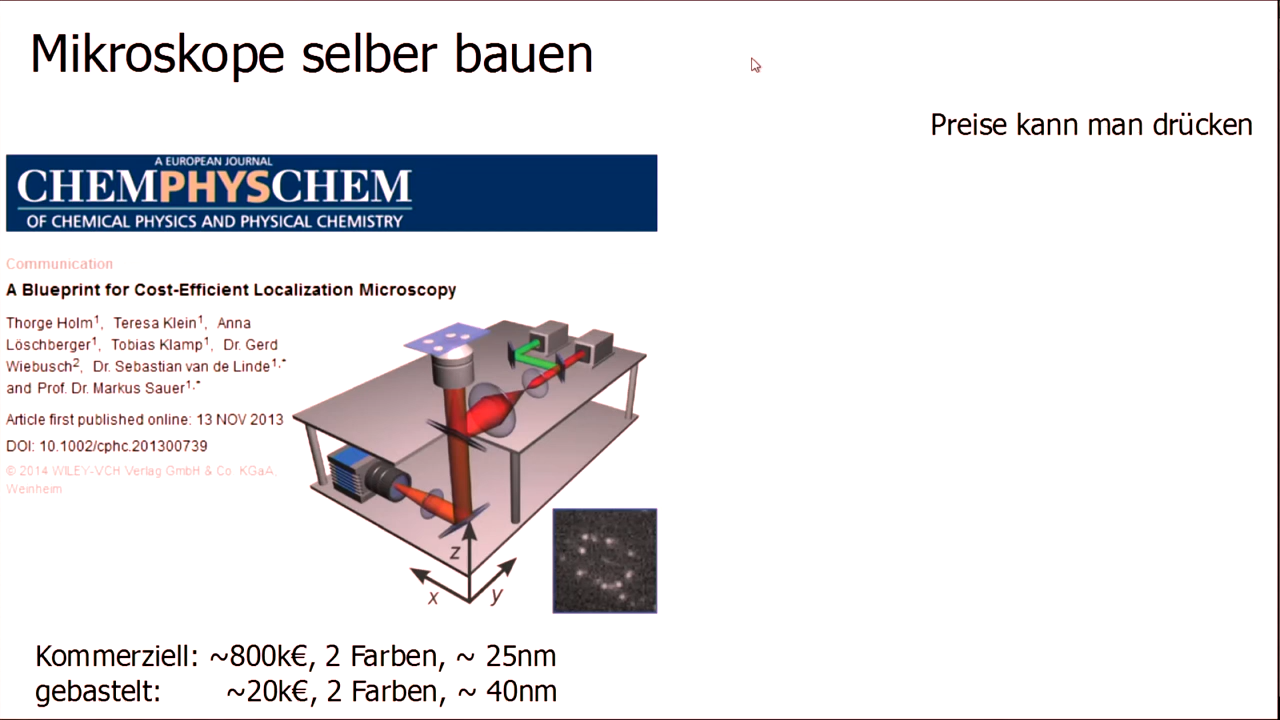 Mikroskope selber bauen
Preise kann man drücken
A EUROPEAN JOURNAL
CHEMPHYSCHEM
OF CHEMICAL PHYSICS AND PHYSICAL CHEMISTRY
Communication
A Blueprint for Cost-Efficient Localization Microscopy
Thorge Holm1, Teresa Klein1, Anna
Löschberger1, Tobias Klamp1, Dr. Gerd
Wiebusch2, Dr. Sebastian van de Linde1,*
and Prof. Dr. Markus Sauer1,*
Article first published online: 13 NOV 2013
DOI: 10.1002/cphc.201300739
© 2014 WILEY-VCH Verlag GmbH & Co. KGaA,
Weinheim
z
x
y
Kommerziell: ~800k€, 2 Farben, ~ 25nm
gebastelt: ~20k€, 2 Farben, ~ 40nm